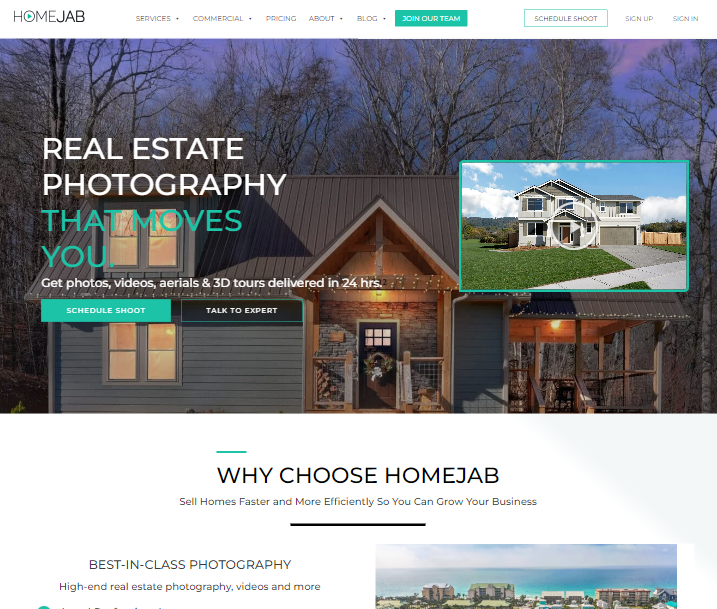 HOMEJAB
SERVICES
COMMERCIAL
PRICING
ABOUT
BLOG
JOIN OUR TEAM
SCHEDULE SHOOT
SIGN UP
SIGN IN
REAL ESTATE
PHOTOGRAPHY
THAT MOVES
YOU.
Get photos, videos, aerials & 3D tours delivered in 24 hrs.
SCHEDULE SHOOT
TALK TO EXPERT
WHY CHOOSE HOMEJAB
Sell Homes Faster and More Efficiently So You Can Grow Your Business
BEST-IN-CLASS PHOTOGRAPHY
High-end real estate photography, videos and more